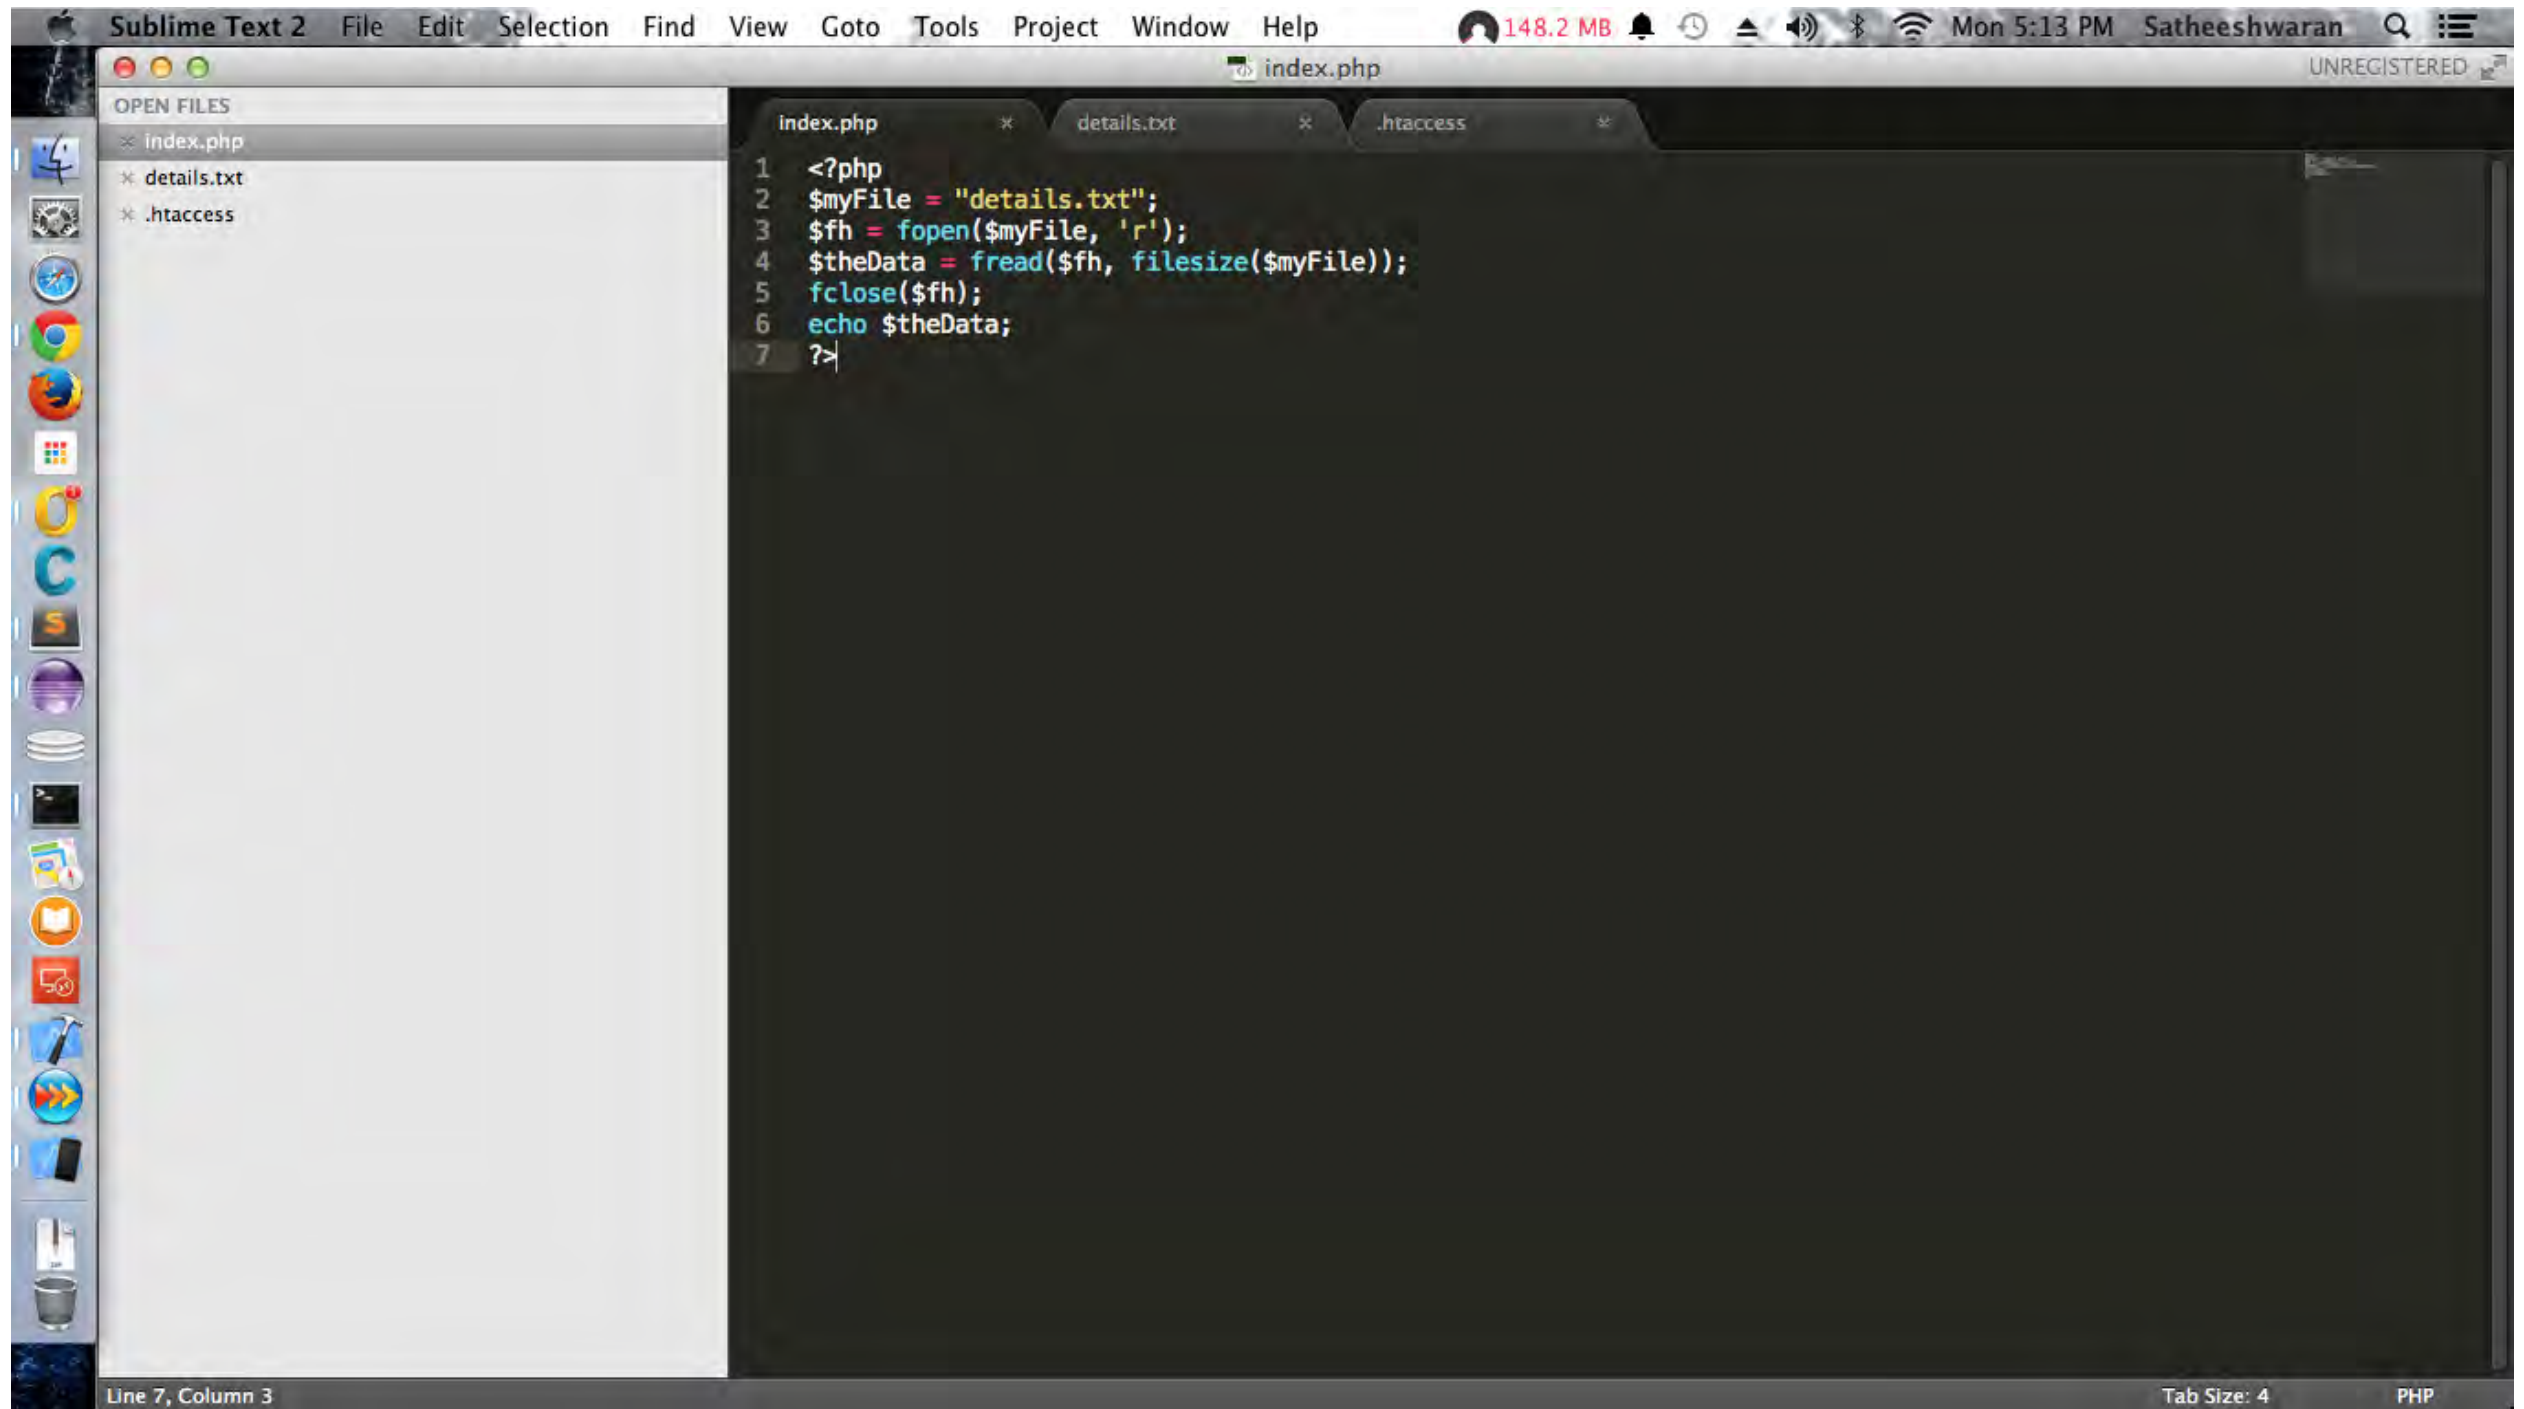 Sublime Text 2 File Edit Selection Find View Goto Tools Project Window Help 148.2 MB Mon 5:13 PM Satheeshwaran
index.php UNREGISTERED
OPEN FILES
index.php
details.txt
.htaccess
index.php details.txt .htaccess
1 <?php
2 $myFile = "details.txt";
3 $fh = fopen($myFile, 'r');
4 $theData = fread($fh, filesize($myFile));
5 fclose($fh);
6 echo $theData;
7 ?>
Line 7, Column 3 Tab Size: 4 PHP